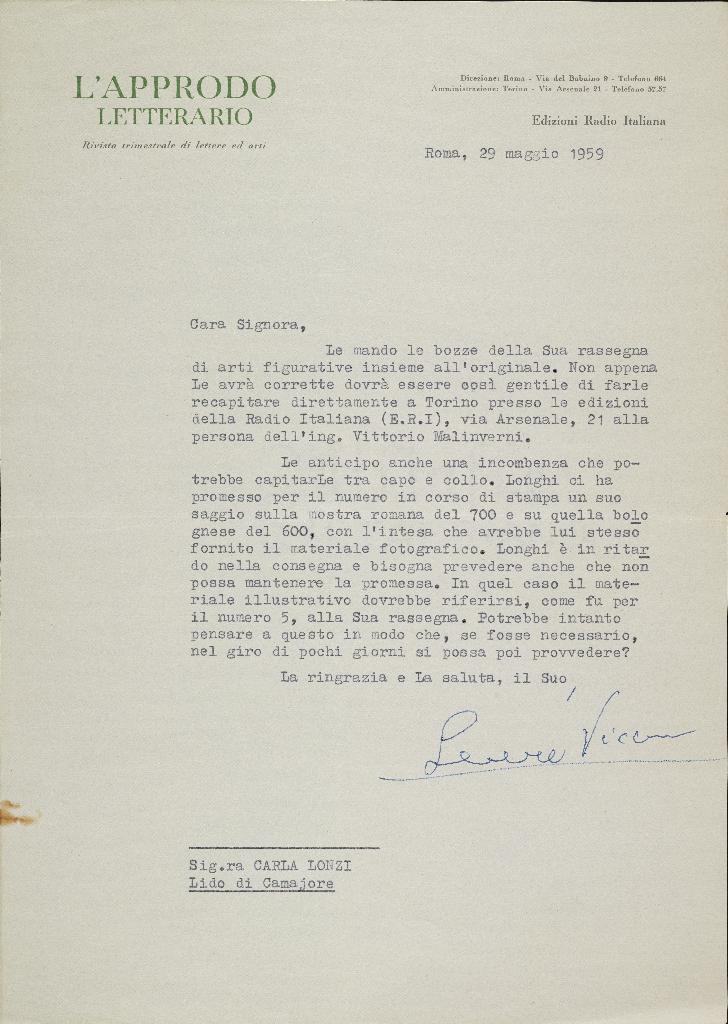 L'APPRODO
LETTERARIO
Rivista trimestrale di lettere ed arti
Direzione: Roma - Via del Babuino 9 - Telefono 664
Amministrazione: Torino - Via Arsenale 21 - Telefono 57.57
Edizioni Radio Italiana
Roma, 29 maggio 1959
Cara Signora,
Le mando le bozze della Sua rassegna
di arti figurative insieme all'originale. Non appena
Le avrà corrette dovrà essere così gentile di farle
recapitare direttamente a Torino presso le edizioni
della Radio Italiana (E.R.I), via Arsenale, 21 alla
persona dell'ing. Vittorio Malinverni.
Le anticipo anche una incombenza che po-
trebbe capitarLe tra capo e collo. Longhi ci ha
promesso per il numero in corso di stampa un suo
saggio sulla mostra romana del 700 e su quella bolo
gnese del 600, con l'intesa che avrebbe lui stesso
fornito il materiale fotografico. Longhi è in ritar
do nella consegna e bisogna prevedere anche che non
possa mantenere la promessa. In quel caso il mate-
riale illustrativo dovrebbe riferirsi, come fu per
il numero 5, alla Sua rassegna. Potrebbe intanto
pensare a questo in modo che, se fosse necessario,
nel giro di pochi giorni si possa poi provvedere?
La ringrazia e La saluta, il Suo
Sig.ra CARLA LONZI
Lido di Camajore